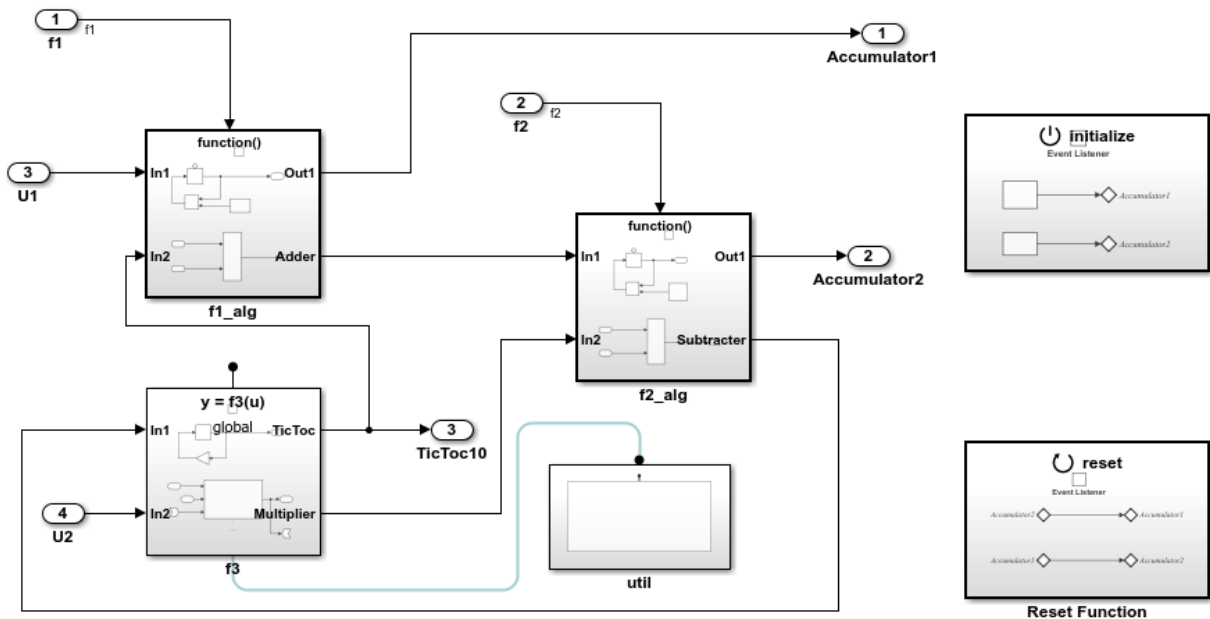 1
f1
f1
1
Accumulator1
2
f2
f2
initialize
Event Listener
Accumulator1
Accumulator2
function()
In1
Out1
In2
Adder
f1_alg
3
U1
function()
In1
Out1
In2
Subtracter
f2_alg
2
Accumulator2
y = f3(u)
global
In1
TicToc
In2
Multiplier
f3
3
TicToc10
4
U2
util
reset
Event Listener
Accumulator2
Accumulator1
Accumulator1
Accumulator2
Reset Function